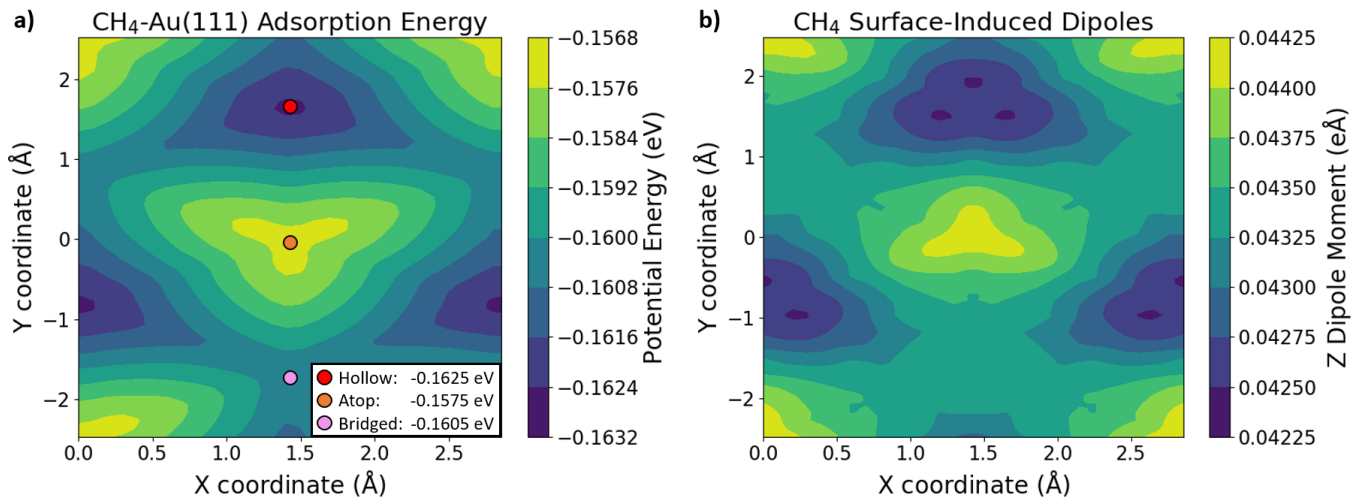 a)
CH₄-Au(111) Adsorption Energy
2
1
0
−1
−2
Y coordinate (Å)
0.0 0.5 1.0 1.5 2.0 2.5
X coordinate (Å)
Hollow: -0.1625 eV
Atop: -0.1575 eV
Bridged: -0.1605 eV
−0.1568
−0.1576
−0.1584
−0.1592
−0.1600
−0.1608
−0.1616
−0.1624
−0.1632
Potential Energy (eV)
b)
CH₄ Surface-Induced Dipoles
2
1
0
−1
−2
Y coordinate (Å)
0.0 0.5 1.0 1.5 2.0 2.5
X coordinate (Å)
0.04425
0.04400
0.04375
0.04350
0.04325
0.04300
0.04275
0.04250
0.04225
Z Dipole Moment (eÅ)